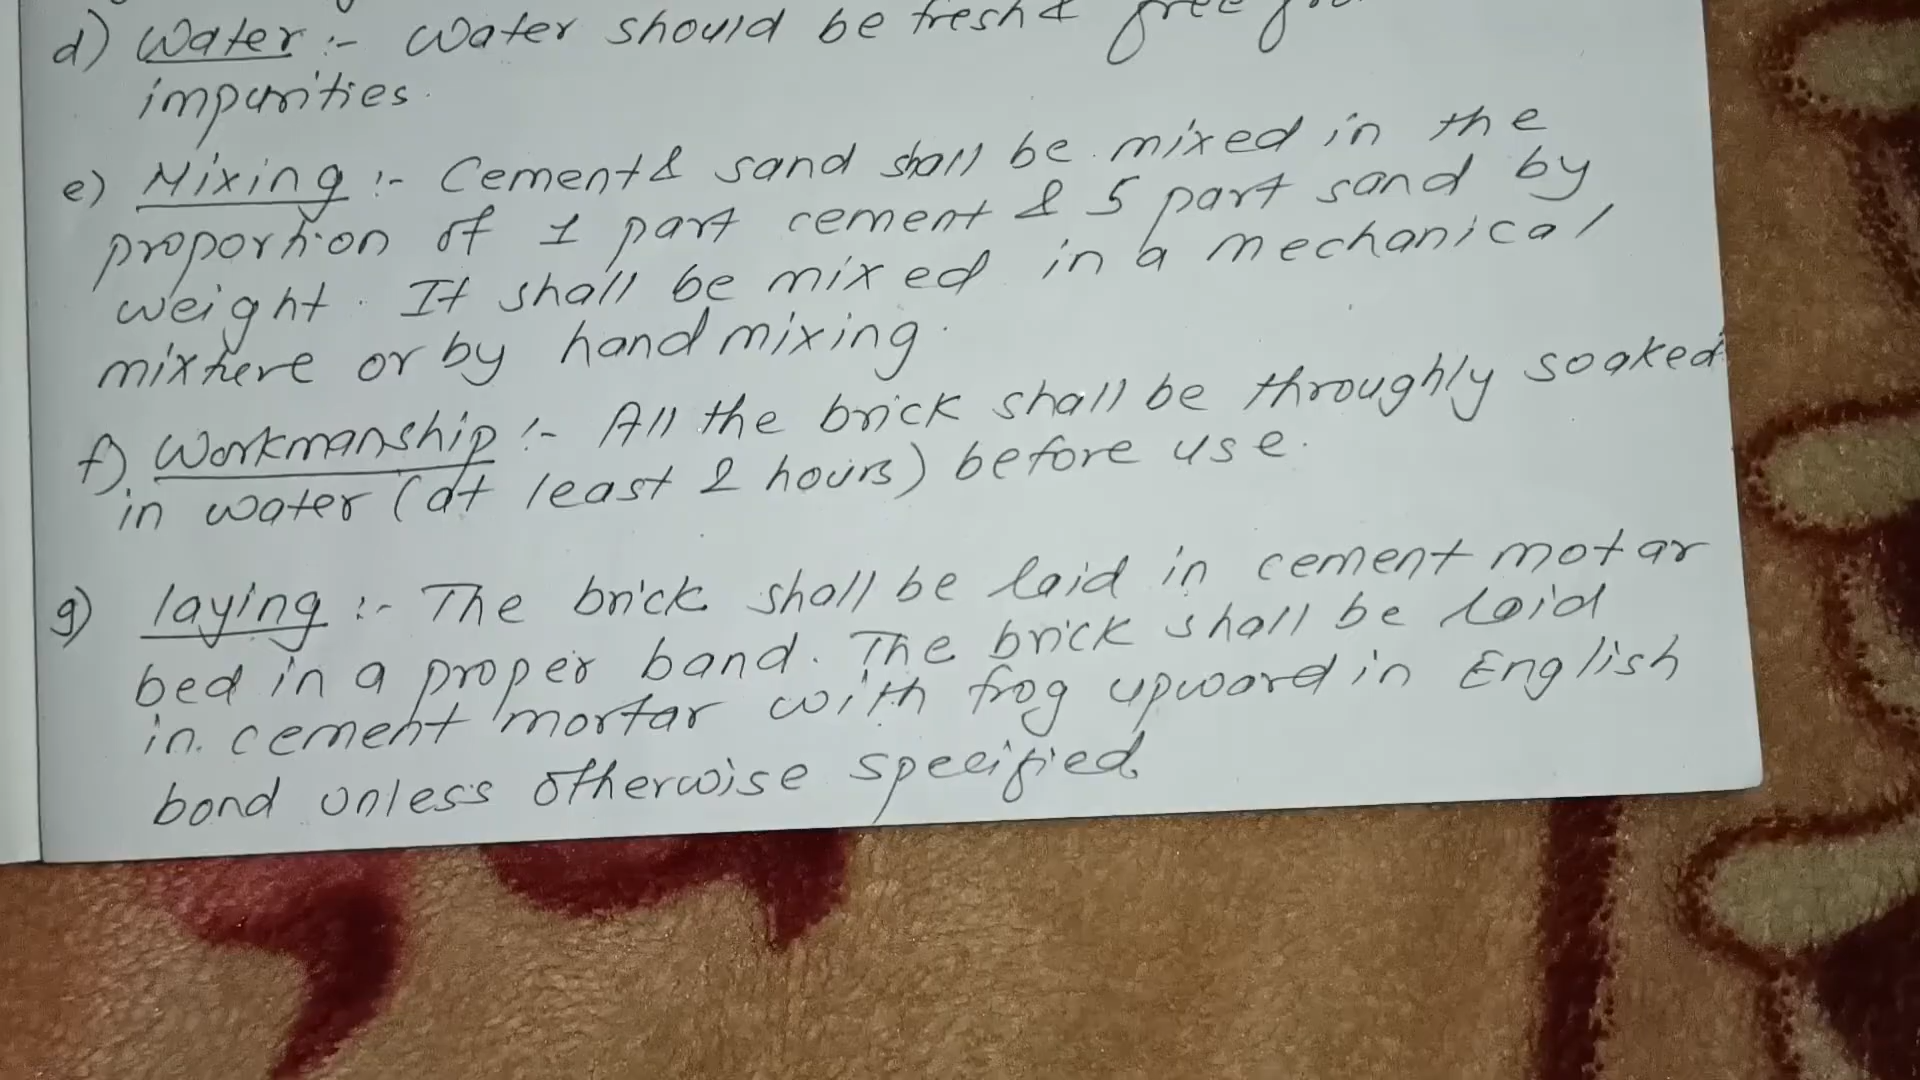 d) Water :- Water should be fresh & free
impurities.
e) Mixing :- Cement & sand shall be mixed in the
proportion of 1 part cement & 5 part sand by
weight. It shall be mixed in a mechanical
mixhere or by hand mixing.
f) Workmanship :- All the brick shall be throughly soaked
in water (at least 2 hours) before use.
g) laying :- The brick shall be laid in cement motar
bed in a proper band. The brick shall be laid
in cement mortar with frog upward in English
bond unless otherwise specified.